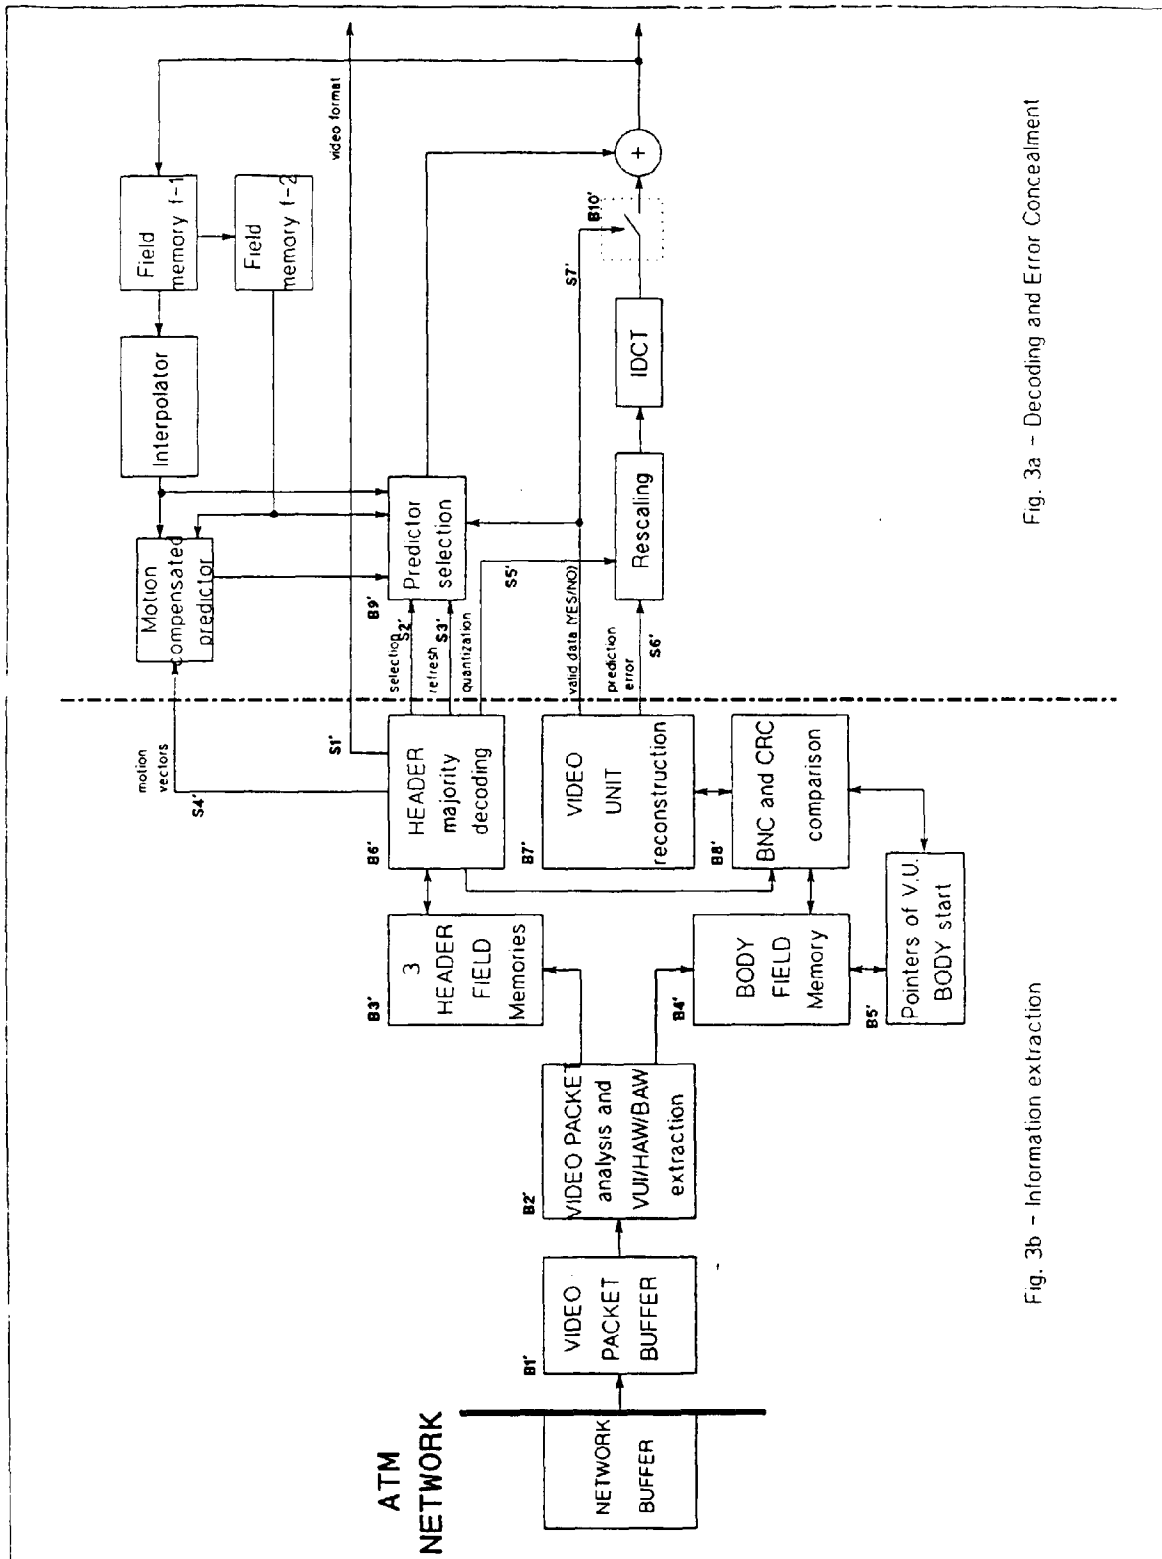 ATM
NETWORK
NETWORK
BUFFER
B1'
VIDEO
PACKET
BUFFER
B2'
VIDEO PACKET
analysis and
VUI/HAW/BAW
extraction
B3'
3
HEADER
FIELD
Memories
B4'
BODY
FIELD
Memory
B5'
Pointers of V.U.
BODY start
B6'
HEADER
majority
decoding
B7'
VIDEO
UNIT
reconstruction
B8'
BNC and CRC
comparison
motion
vectors
S4'
S1'
video format
selection
S2'
refresh
S3'
quantization
S5'
valid data (YES/NO)
S7'
prediction
error
S6'
Motion
compensated
predictor
Interpolator
Field
memory f-1
Field
memory f-2
B9'
Predictor
selection
Rescaling
IDCT
B10'
+
Fig. 3b - Information extraction
Fig. 3a - Decoding and Error Concealment